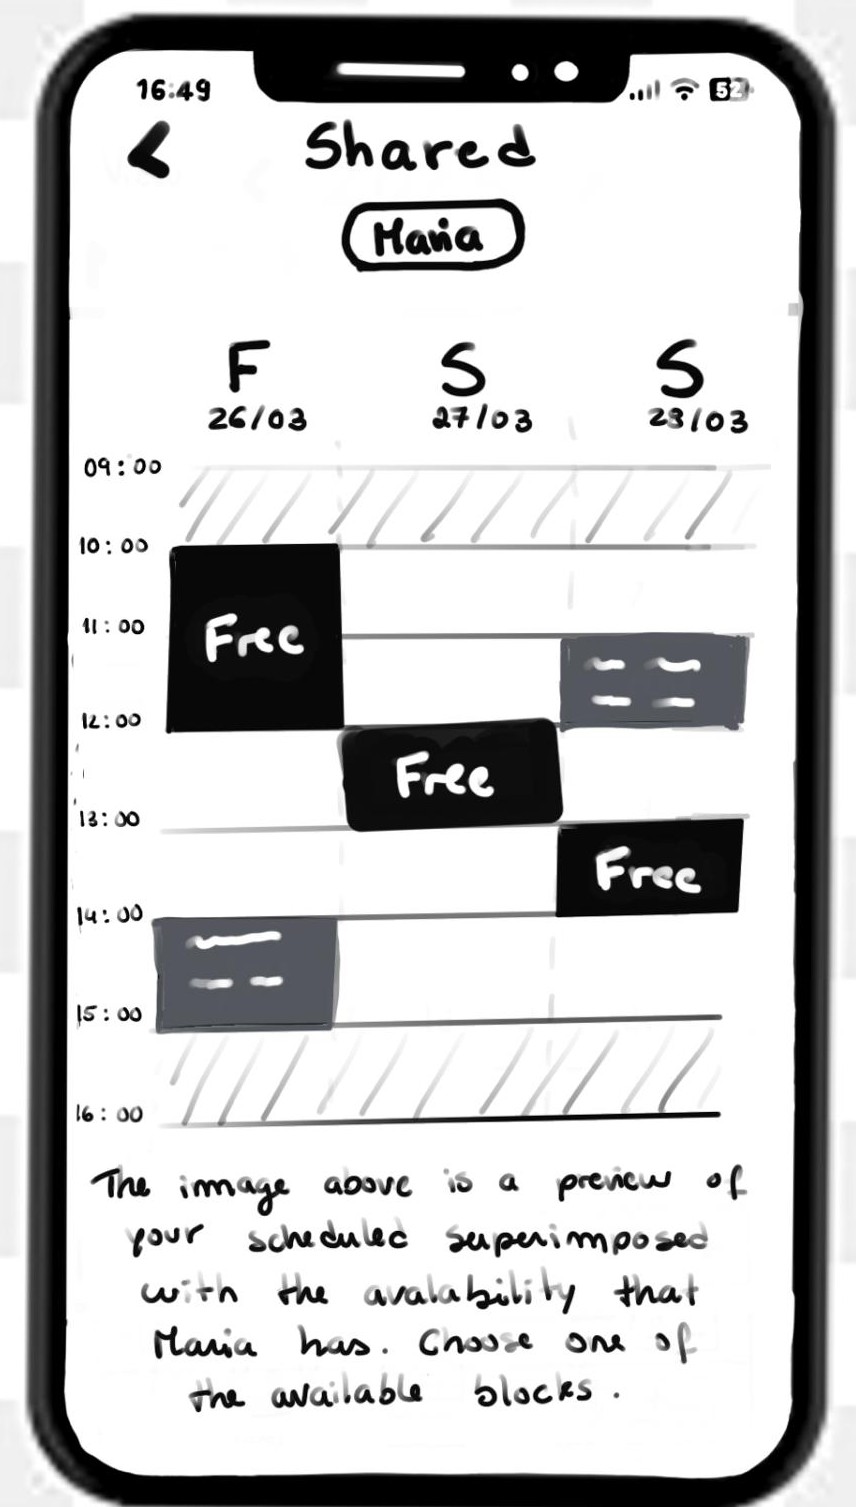 16:49
52
Shared
Maria
F S S
26/03 27/03 28/03
09:00
10:00
11:00
Free
12:00
Free
13:00
Free
14:00
15:00
16:00
The image above is a preview of
your scheduled superimposed
with the avalability that
Maria has. Choose one of
the available blocks.